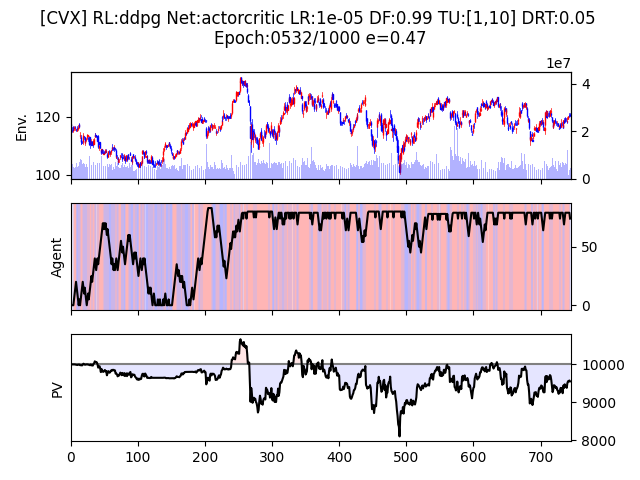 [CVX] RL:ddpg Net:actorcritic LR:1e-05 DF:0.99 TU:[1,10] DRT:0.05
Epoch:0532/1000 e=0.47
1e7
Env.
120
100
4
2
0
Agent
50
0
PV
10000
9000
8000
0 100 200 300 400 500 600 700